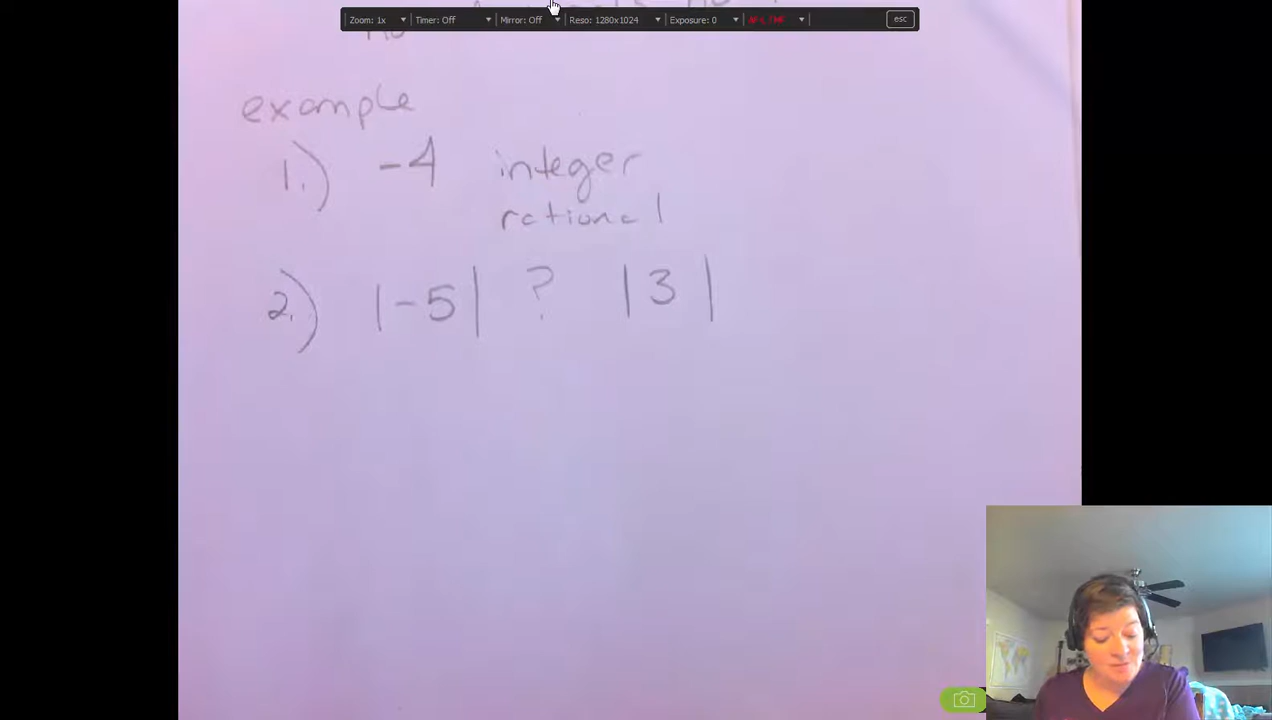 Zoom: 1x Timer: Off Mirror: Off Reso: 1280x1024 Exposure: 0 esc
no
example
1.) -4 integer
rational
2.) |-5| ? |3|